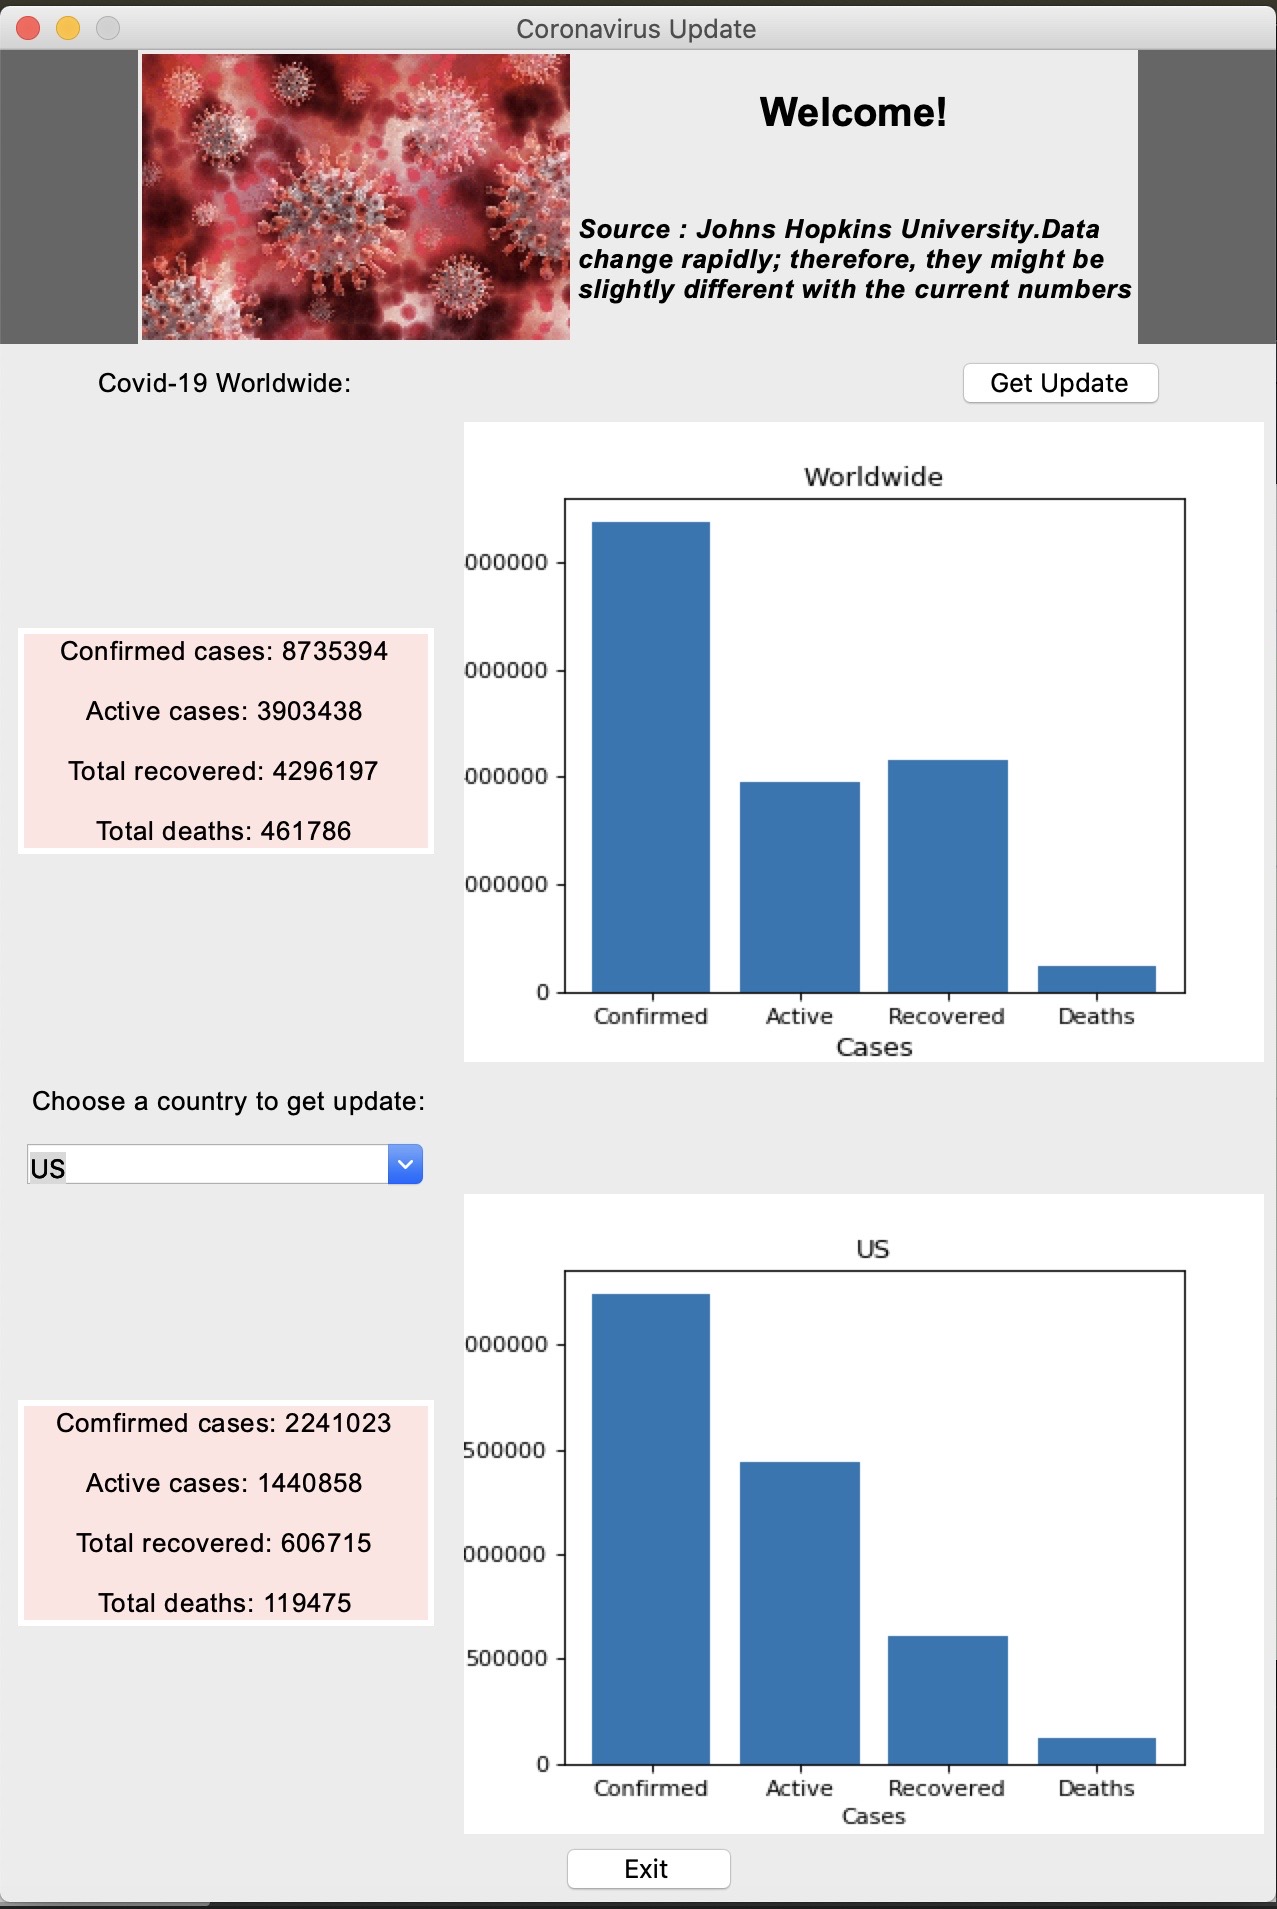 Coronavirus Update
Welcome!
Source : Johns Hopkins University.Data
change rapidly; therefore, they might be
slightly different with the current numbers
Covid-19 Worldwide:
Get Update
Worldwide
000000
000000
000000
000000
0
Confirmed Active Recovered Deaths
Cases
Confirmed cases: 8735394
Active cases: 3903438
Total recovered: 4296197
Total deaths: 461786
Choose a country to get update:
US
US
000000
500000
000000
500000
0
Confirmed Active Recovered Deaths
Cases
Comfirmed cases: 2241023
Active cases: 1440858
Total recovered: 606715
Total deaths: 119475
Exit